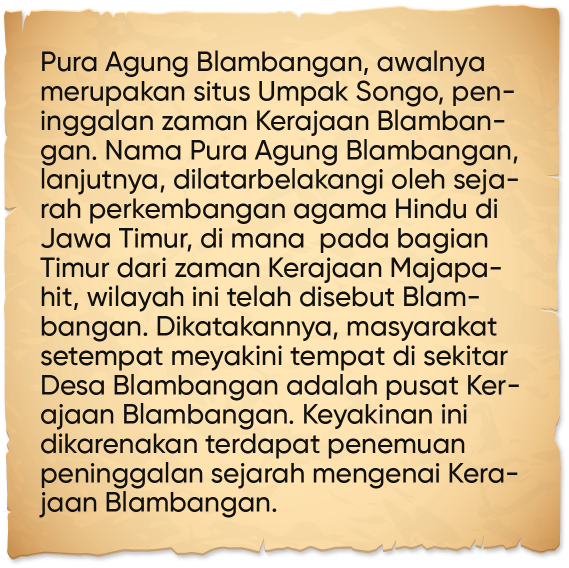 Pura Agung Blambangan, awalnya
merupakan situs Umpak Songo, pen-
inggalan zaman Kerajaan Blamban-
gan. Nama Pura Agung Blambangan,
lanjutnya, dilatarbelakangi oleh seja-
rah perkembangan agama Hindu di
Jawa Timur, di mana  pada bagian
Timur dari zaman Kerajaan Majapa-
hit, wilayah ini telah disebut Blam-
bangan. Dikatakannya, masyarakat
setempat meyakini tempat di sekitar
Desa Blambangan adalah pusat Ker-
ajaan Blambangan. Keyakinan ini
dikarenakan terdapat penemuan
peninggalan sejarah mengenai Kera-
jaan Blambangan.